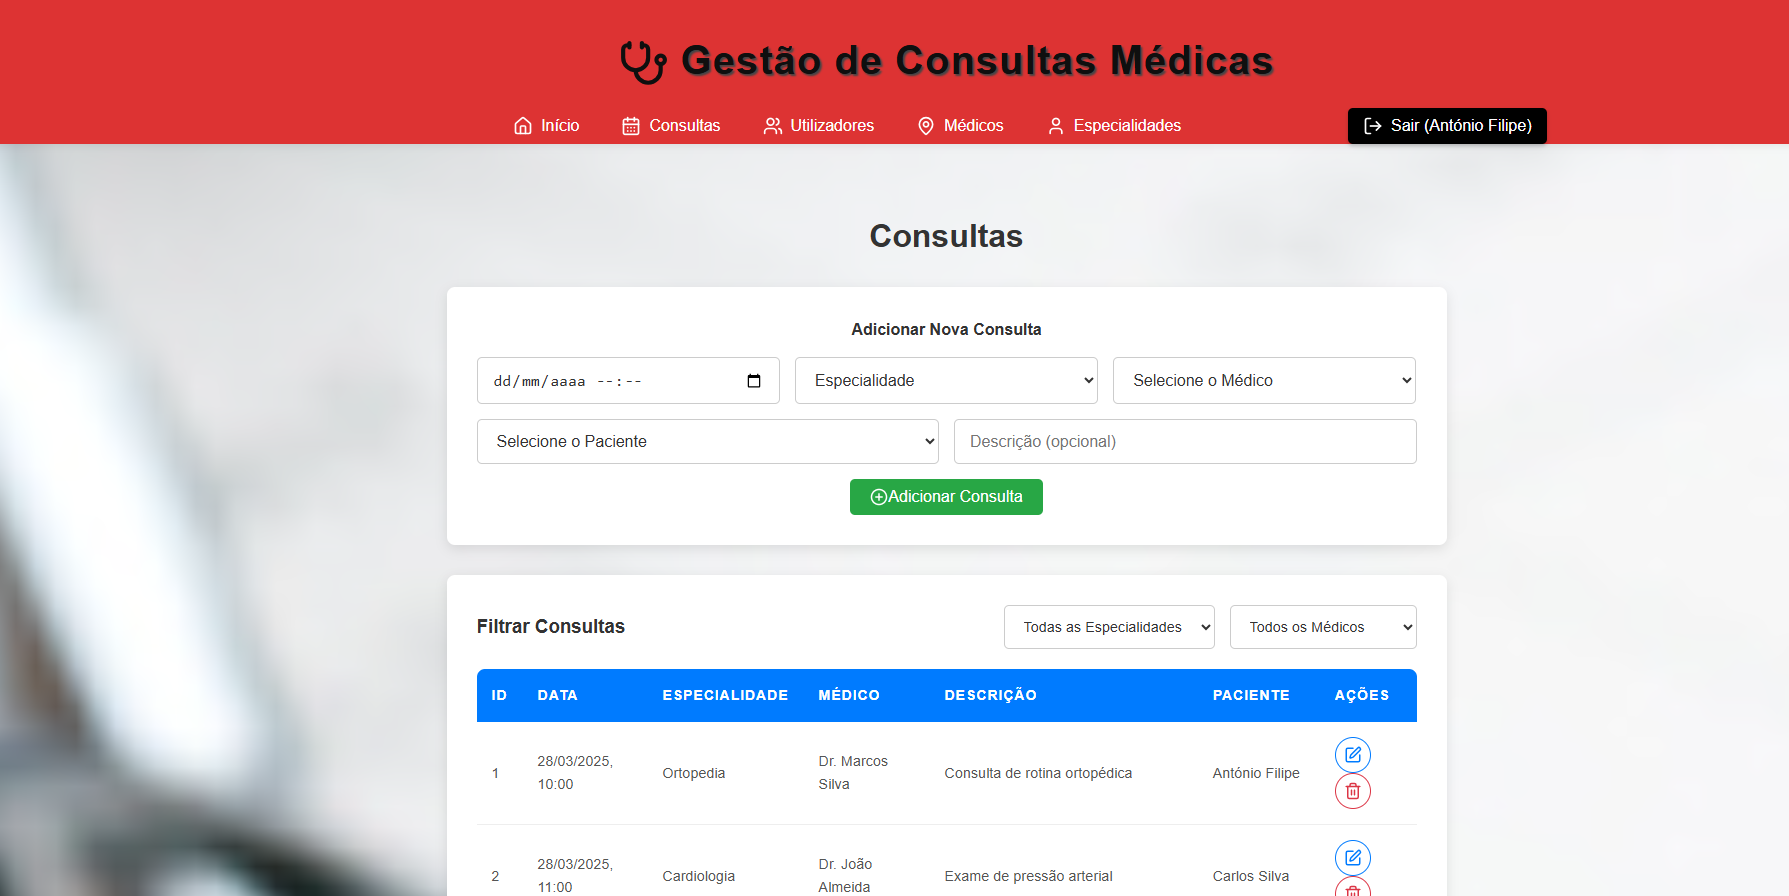 Gestão de Consultas Médicas
Início Consultas Utilizadores Médicos Especialidades Sair (António Filipe)
Consultas
Adicionar Nova Consulta
dd/mm/aaaa --:-- Especialidade Selecione o Médico
Selecione o Paciente Descrição (opcional)
Adicionar Consulta
Filtrar Consultas Todas as Especialidades Todos os Médicos
ID DATA ESPECIALIDADE MÉDICO DESCRIÇÃO PACIENTE AÇÕES
1 28/03/2025, 10:00 Ortopedia Dr. Marcos Silva Consulta de rotina ortopédica António Filipe
2 28/03/2025, 11:00 Cardiologia Dr. João Almeida Exame de pressão arterial Carlos Silva